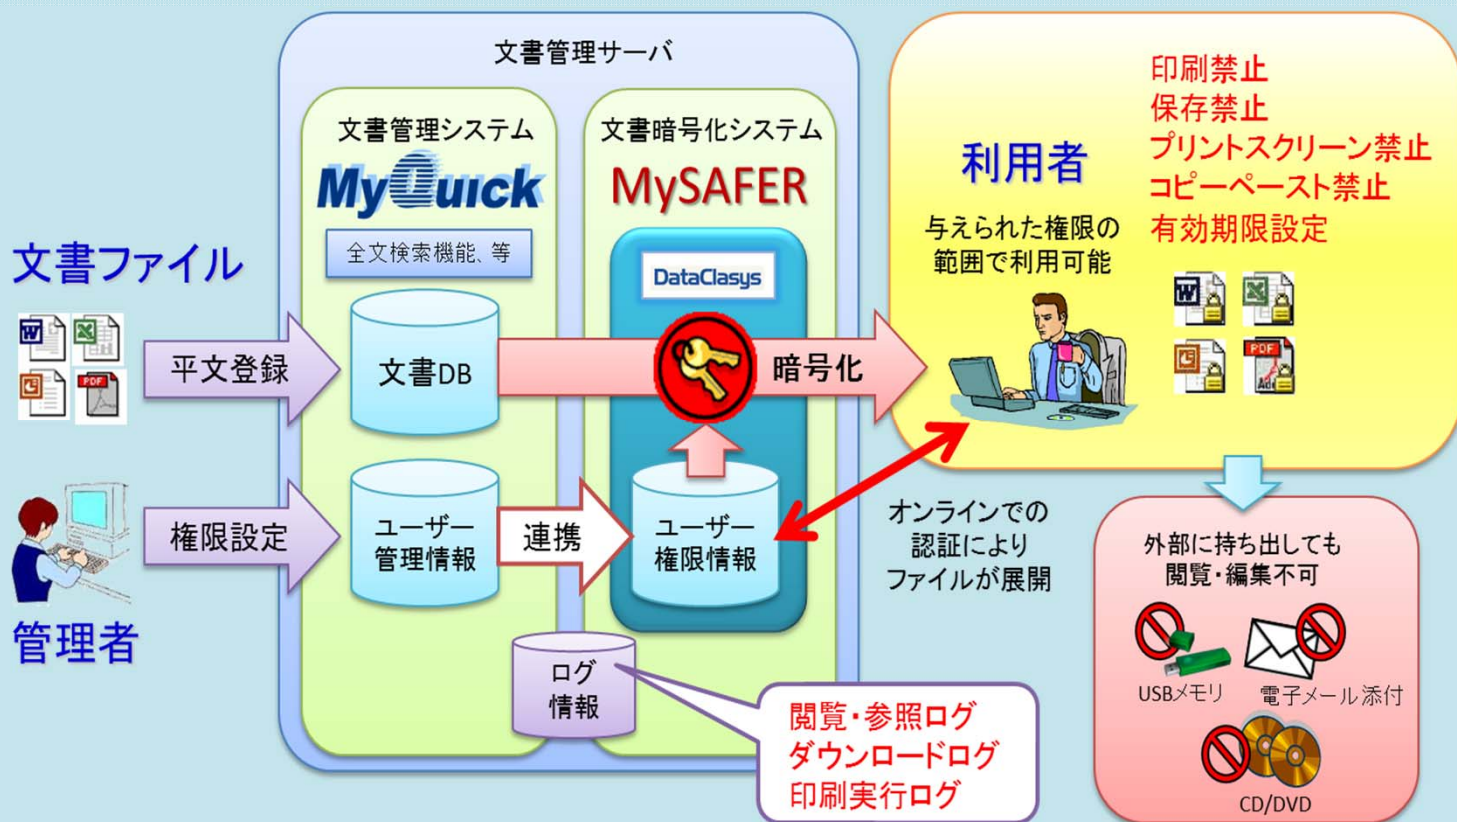 文書管理サーバ
文書管理システム
MyQuick
全文検索機能、等
文書暗号化システム
MySAFER
DataClasys
文書ファイル
W
X
PDF
平文登録
文書DB
暗号化
管理者
権限設定
ユーザー
管理情報
連携
ユーザー
権限情報
ログ
情報
閲覧・参照ログ
ダウンロードログ
印刷実行ログ
利用者
与えられた権限の
範囲で利用可能
印刷禁止
保存禁止
プリントスクリーン禁止
コピーペースト禁止
有効期限設定
W
X
PDF
オンラインでの
認証により
ファイルが展開
外部に持ち出しても
閲覧・編集不可
USBメモリ
電子メール添付
CD/DVD